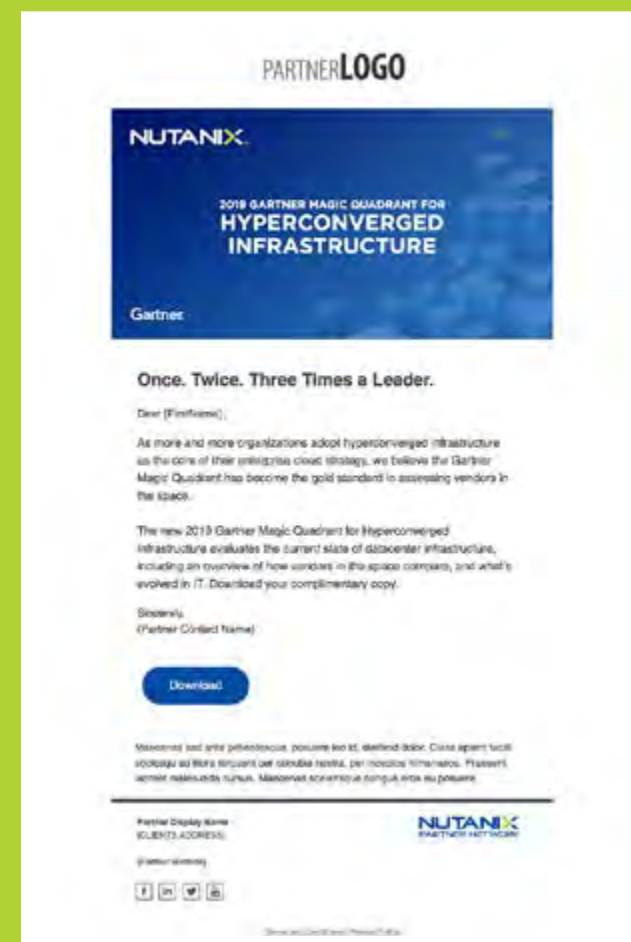 PARTNERLOGO
NUTANIX
2019 GARTNER MAGIC QUADRANT FOR
HYPERCONVERGED
INFRASTRUCTURE
Gartner
Once. Twice. Three Times a Leader.
Dear {FirstName},
As more and more organizations adopt hyperconverged infrastructure
as the core of their enterprise cloud strategy, we believe the Gartner
Magic Quadrant has become the gold standard in assessing vendors in
the space.
The new 2019 Gartner Magic Quadrant for Hyperconverged
Infrastructure evaluates the current state of datacenter infrastructure,
including an overview of how vendors in the space compare, and what's
evolved in IT. Download your complimentary copy.
Sincerely,
{Partner Contact Name}
Download
Maecenas sed ante pellentesque, posuere leo id, eleifend dolor. Class aptent taciti
sociosqu ad litora torquent per conubia nostra, per inceptos himenaeos. Praesent
laoreet malesuada cursus. Maecenas scelerisque congue eros eu posuere.
Partner Display Name
{CLIENTS ADDRESS}
NUTANIX
PARTNER NETWORK
f in